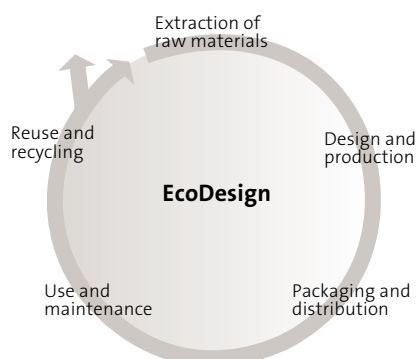 Extraction of
raw materials
Design and
production
Packaging and
distribution
Use and
maintenance
Reuse and
recycling
EcoDesign